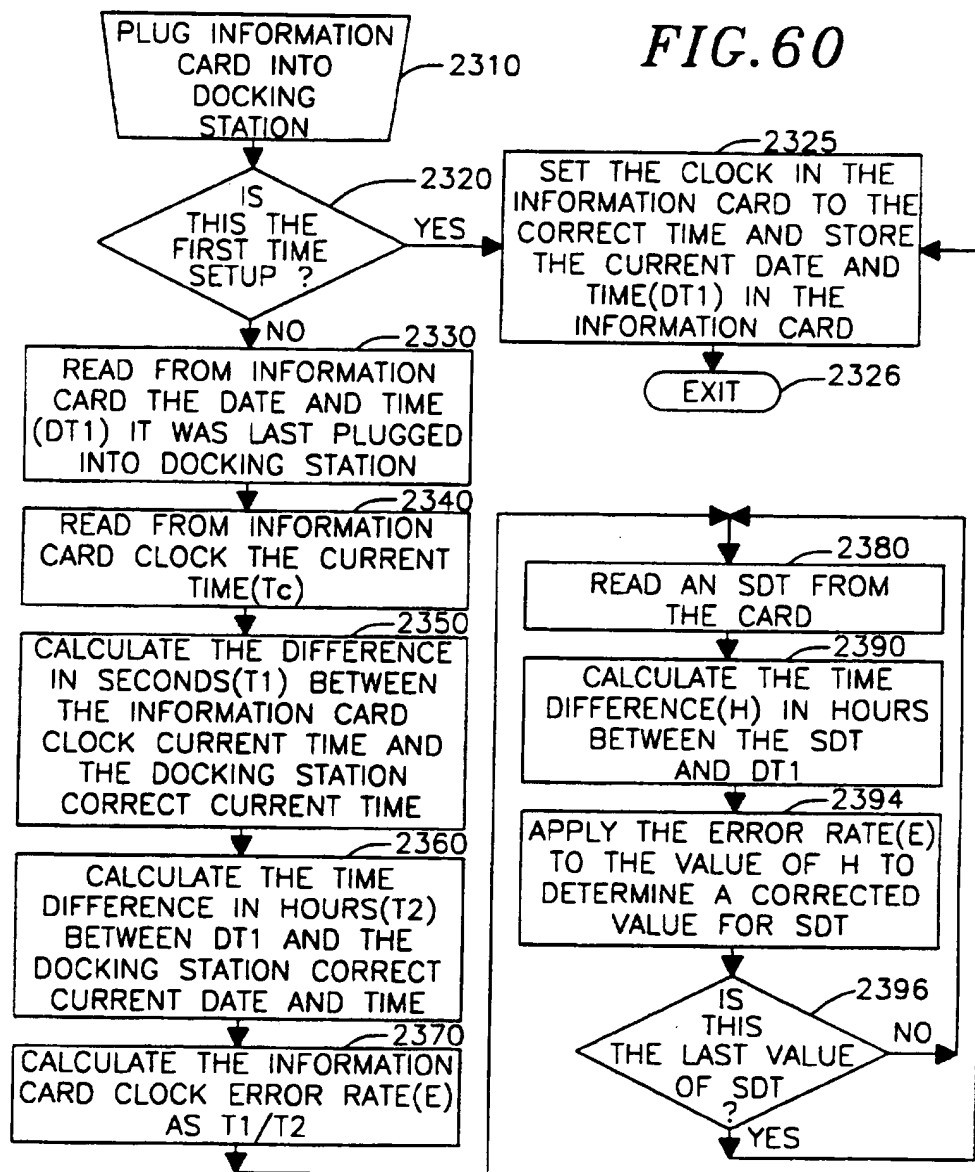 FIG.60
PLUG INFORMATION
CARD INTO
DOCKING
STATION
2310
IS
THIS THE
FIRST TIME
SETUP ?
2320
YES
NO
2325
SET THE CLOCK IN THE
INFORMATION CARD TO THE
CORRECT TIME AND STORE
THE CURRENT DATE AND
TIME(DT1) IN THE
INFORMATION CARD
EXIT
2326
2330
READ FROM INFORMATION
CARD THE DATE AND TIME
(DT1) IT WAS LAST PLUGGED
INTO DOCKING STATION
2340
READ FROM INFORMATION
CARD CLOCK THE CURRENT
TIME(Tc)
2350
CALCULATE THE DIFFERENCE
IN SECONDS(T1) BETWEEN
THE INFORMATION CARD
CLOCK CURRENT TIME AND
THE DOCKING STATION
CORRECT CURRENT TIME
2360
CALCULATE THE TIME
DIFFERENCE IN HOURS(T2)
BETWEEN DT1 AND THE
DOCKING STATION CORRECT
CURRENT DATE AND TIME
2370
CALCULATE THE INFORMATION
CARD CLOCK ERROR RATE(E)
AS T1/T2
2380
READ AN SDT FROM
THE CARD
2390
CALCULATE THE TIME
DIFFERENCE(H) IN HOURS
BETWEEN THE SDT
AND DT1
2394
APPLY THE ERROR RATE(E)
TO THE VALUE OF H TO
DETERMINE A CORRECTED
VALUE FOR SDT
2396
IS
THIS
THE LAST VALUE
OF SDT
?
NO
YES